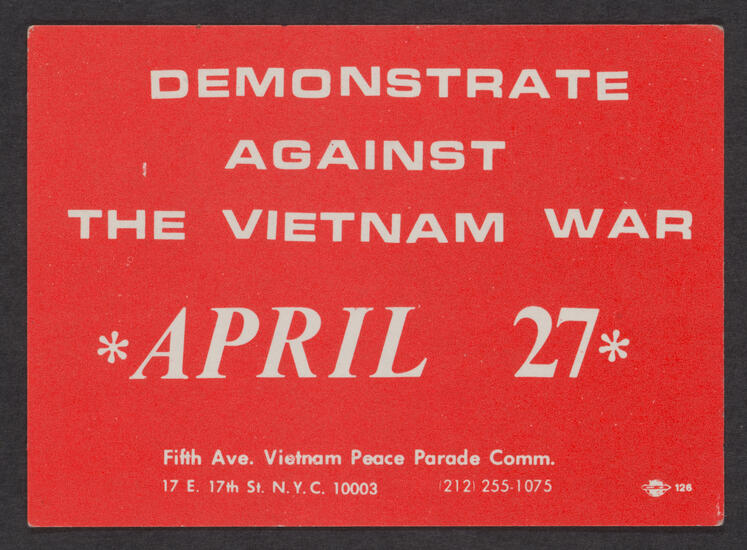 DEMONSTRATE
AGAINST
THE VIETNAM WAR
*APRIL 27*
Fifth Ave. Vietnam Peace Parade Comm.
17 E. 17th St. N.Y.C. 10003 (212) 255-1075
126